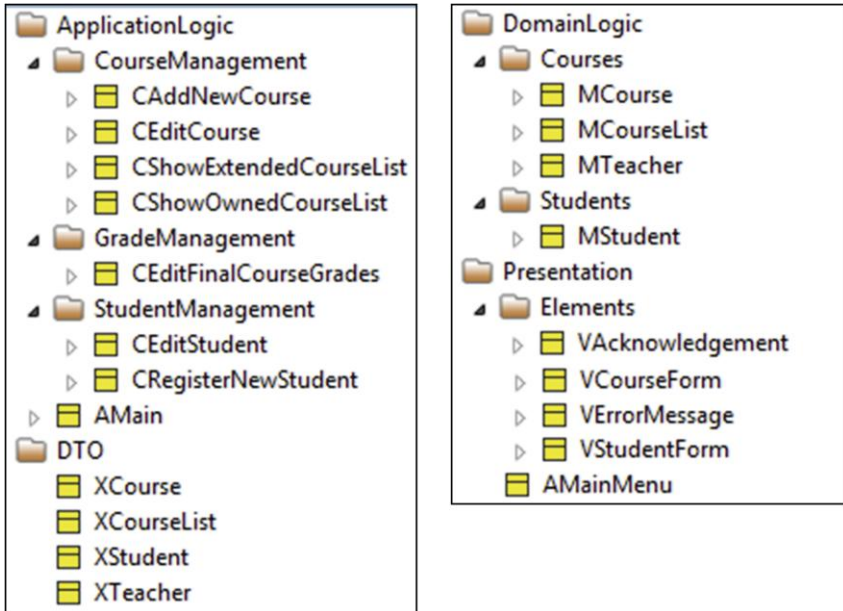 ApplicationLogic
CourseManagement
CAddNewCourse
CEditCourse
CShowExtendedCourseList
CShowOwnedCourseList
GradeManagement
CEditFinalCourseGrades
StudentManagement
CEditStudent
CRegisterNewStudent
AMain
DTO
XCourse
XCourseList
XStudent
XTeacher
DomainLogic
Courses
MCourse
MCourseList
MTeacher
Students
MStudent
Presentation
Elements
VAcknowledgement
VCourseForm
VErrorMessage
VStudentForm
AMainMenu